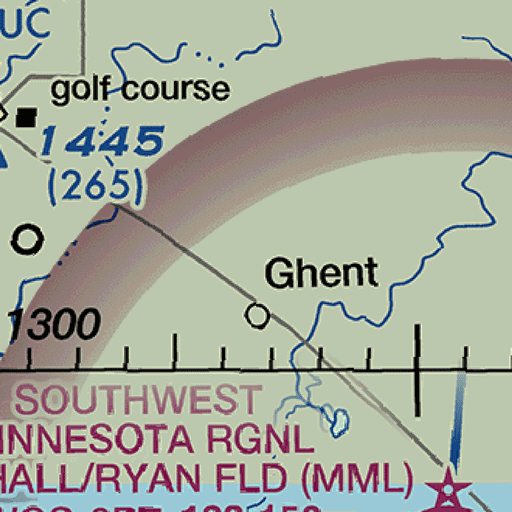 UC
golf course
1445
(265)
Ghent
1300
SOUTHWEST
INNESOTA RGNL
HALL/RYAN FLD (MML)